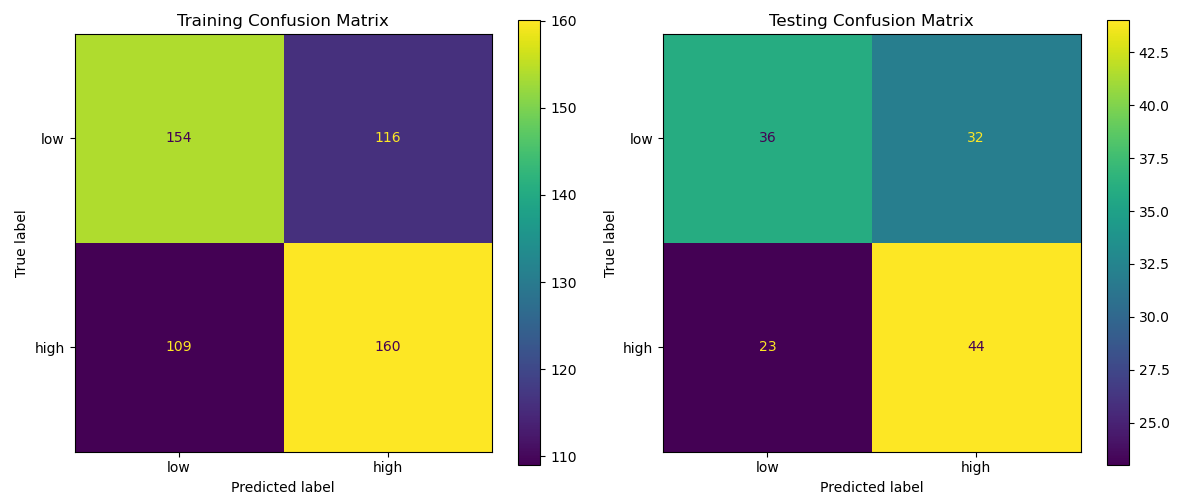 Training Confusion Matrix
True label
low
high
154
116
109
160
low
high
Predicted label
160
150
140
130
120
110
Testing Confusion Matrix
True label
low
high
36
32
23
44
low
high
Predicted label
42.5
40.0
37.5
35.0
32.5
30.0
27.5
25.0